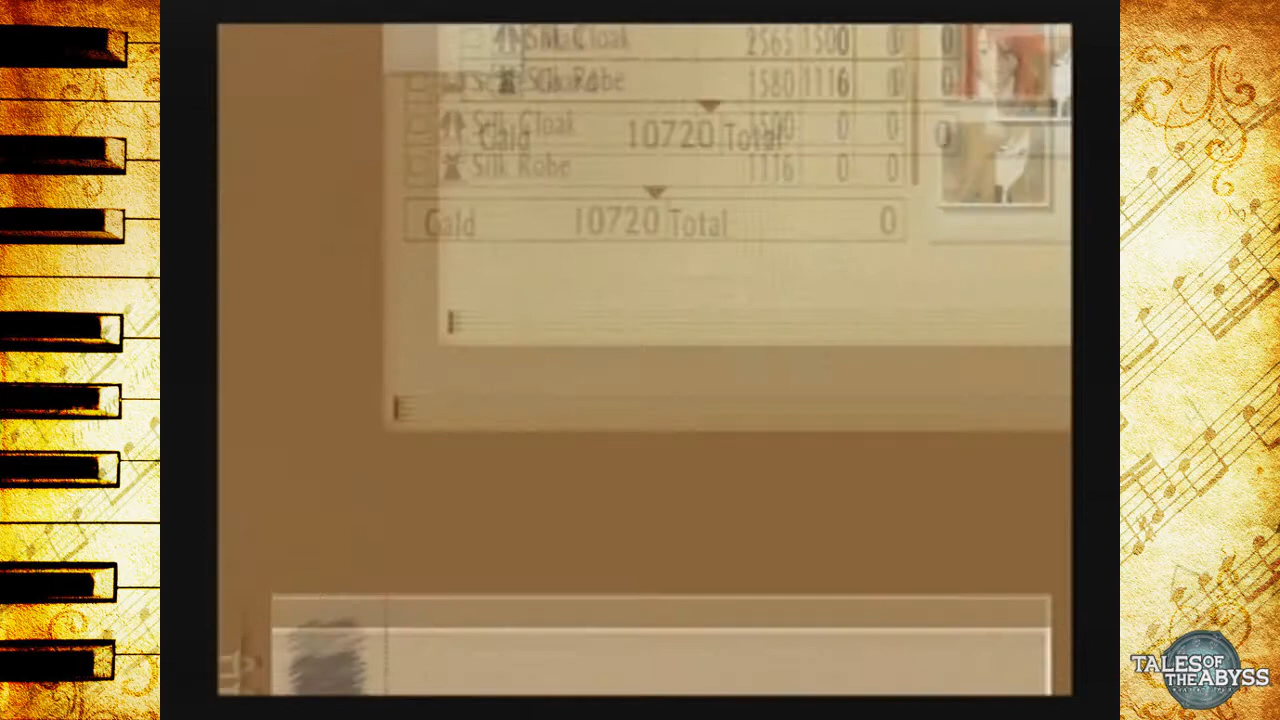 Silk Cloak 2565 1500 0 0
Silk Robe 1580 1116 0 0
Silk Cloak 1500 0 0
Gald 10720 Total 0
Silk Robe 1116 0 0
Gald 10720 Total 0
TALES OF
THE ABYSS